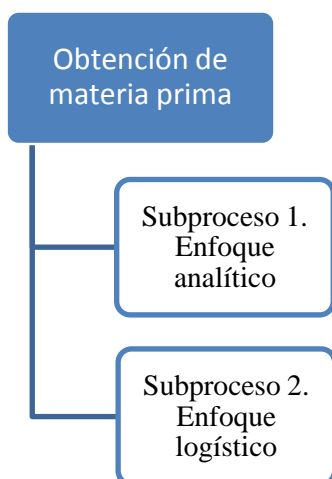 Obtención de
materia prima
Subproceso 1.
Enfoque
analítico
Subproceso 2.
Enfoque
logístico